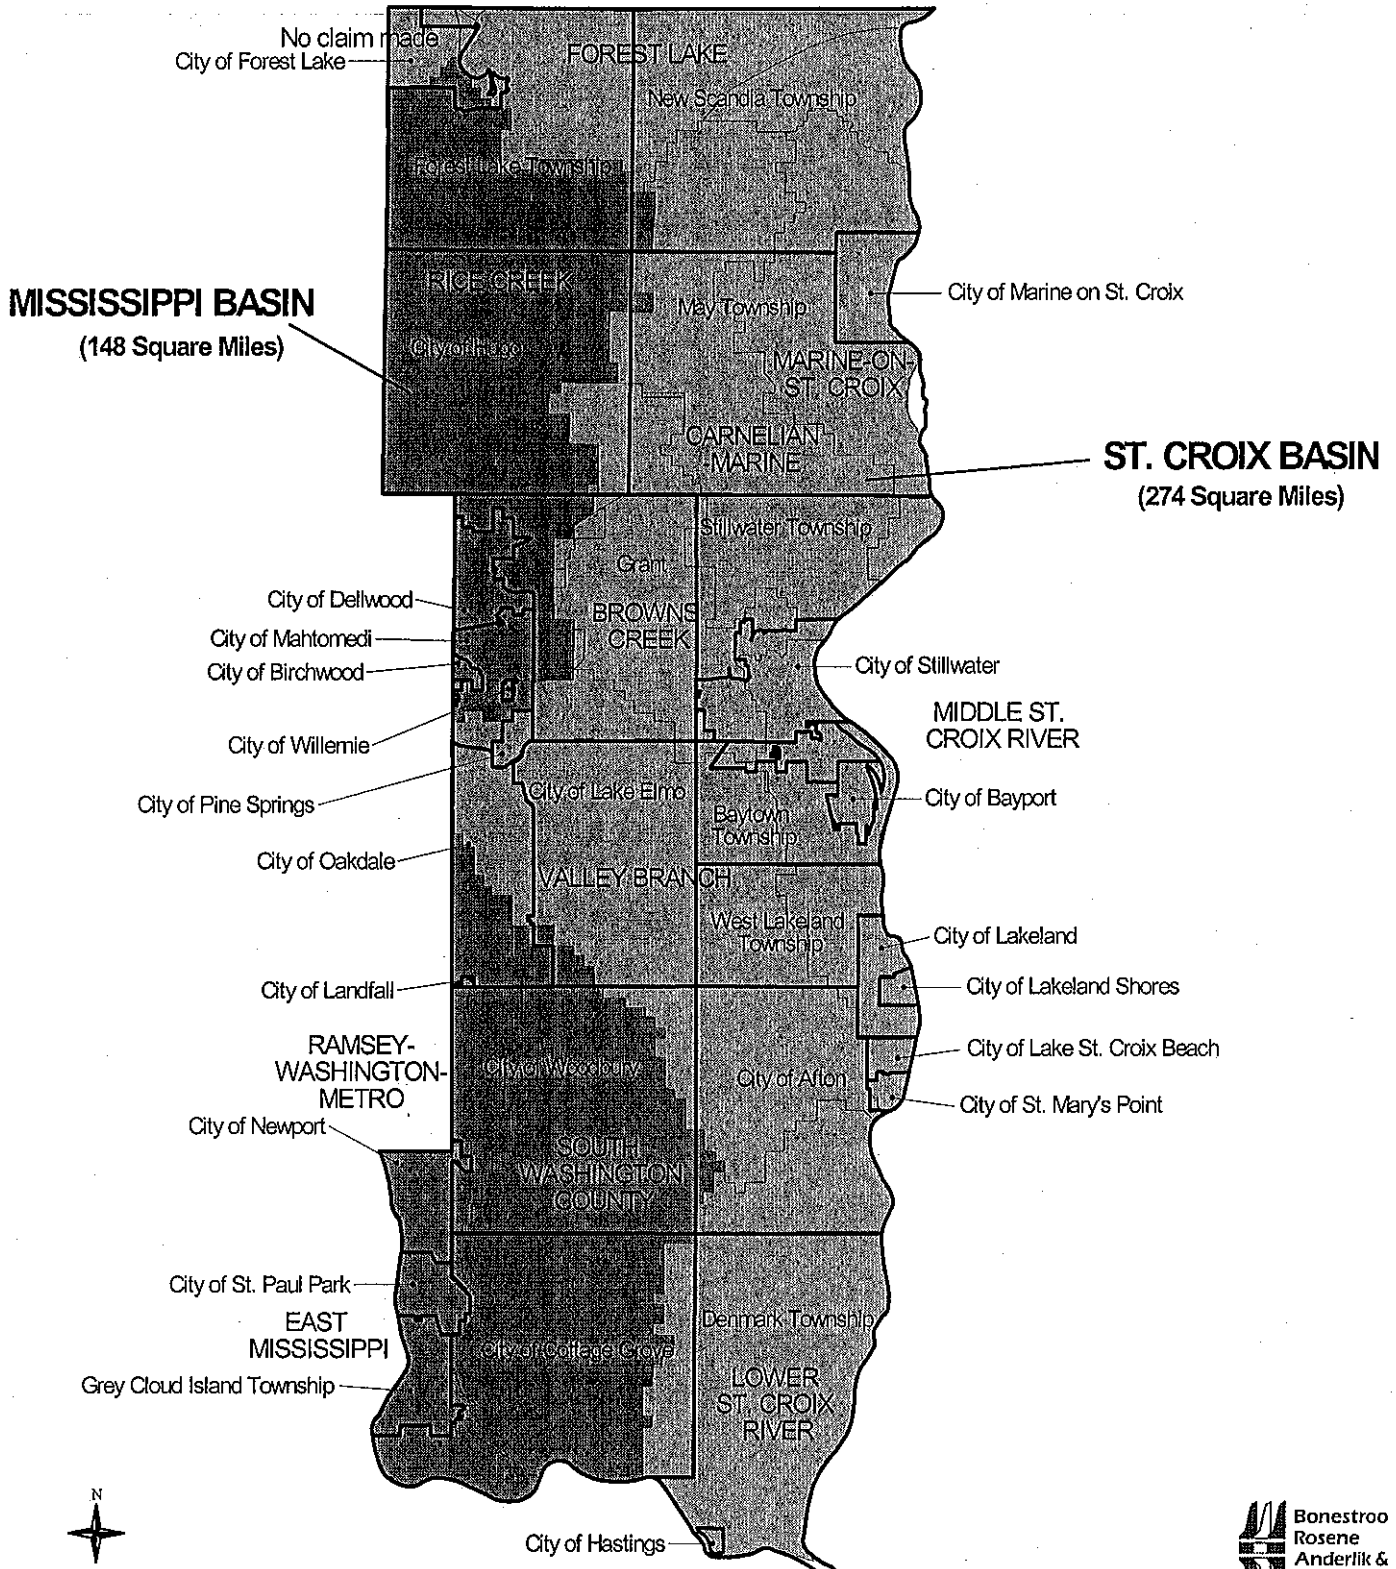 No claim made
City of Forest Lake
FOREST LAKE
New Scandia Township
Forest Lake Township
RICE CREEK
MISSISSIPPI BASIN
(148 Square Miles)
City of Hugo
May Township
City of Marine on St. Croix
MARINE-ON-
ST. CROIX
CARNELIAN
-MARINE
ST. CROIX BASIN
(274 Square Miles)
Stillwater Township
Grant
City of Dellwood
BROWNS
CREEK
City of Mahtomedi
City of Birchwood
City of Stillwater
MIDDLE ST.
CROIX RIVER
City of Willernie
City of Pine Springs
City of Lake Elmo
City of Bayport
Baytown
Township
City of Oakdale
VALLEY BRANCH
West Lakeland
Township
City of Lakeland
City of Landfall
City of Lakeland Shores
RAMSEY-
WASHINGTON-
METRO
City of Woodbury
City of Afton
City of Lake St. Croix Beach
City of St. Mary's Point
City of Newport
SOUTH
WASHINGTON
COUNTY
City of St. Paul Park
EAST
MISSISSIPPI
City of Cottage Grove
Denmark Township
Grey Cloud Island Township
LOWER
ST. CROIX
RIVER
N
City of Hastings
Bonestroo
Rosene
Anderlik &